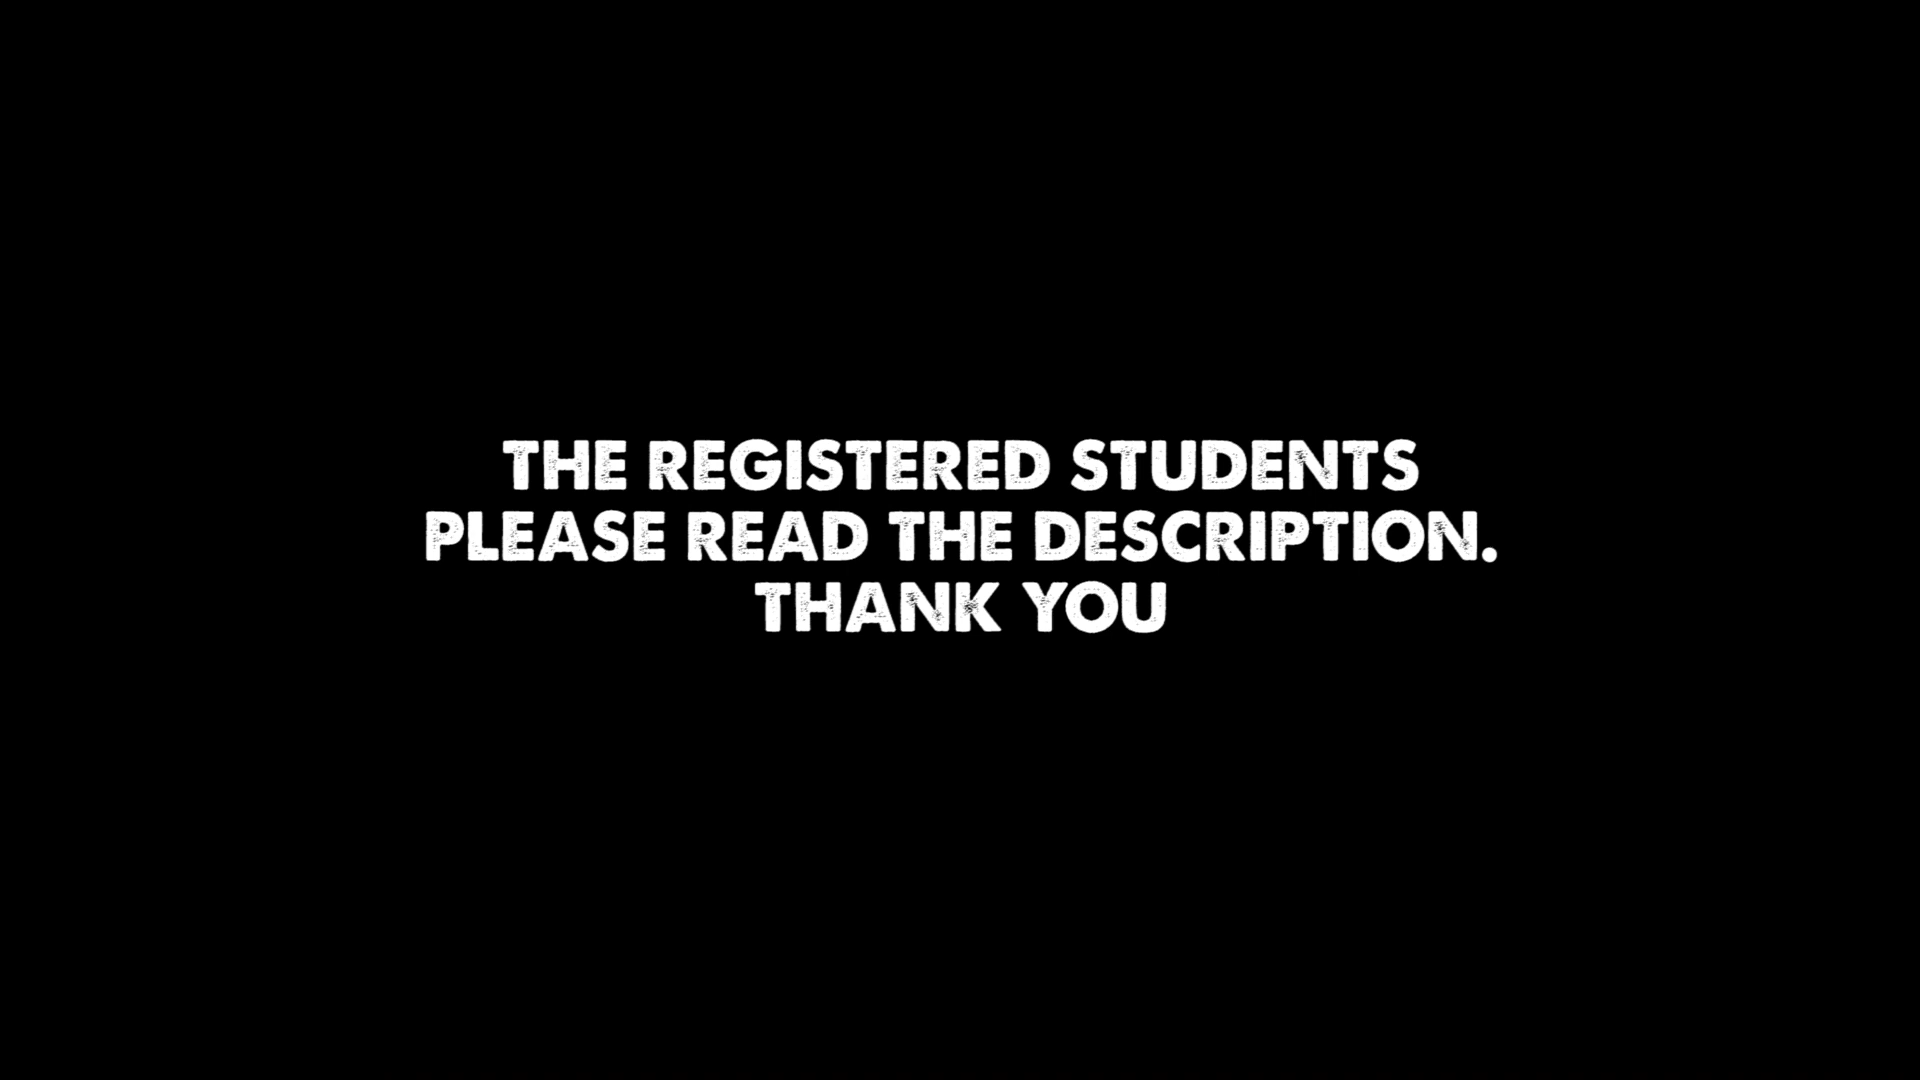 THE REGISTERED STUDENTS
PLEASE READ THE DESCRIPTION.
THANK YOU